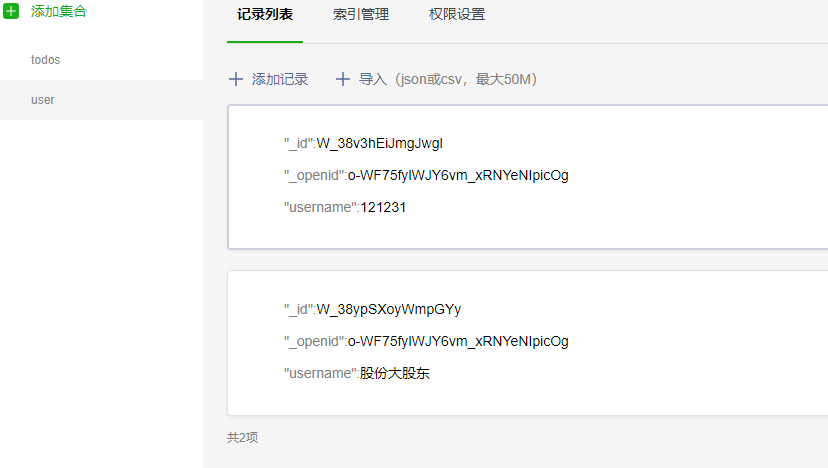 添加集合
todos
user
记录列表 索引管理 权限设置
添加记录 导入（json或csv，最大50M）
"_id":W_38v3hEiJmgJwgI
"_openid":o-WF75fyIWJY6vm_xRNYeNIpicOg
"username":121231
"_id":W_38ypSXoyWmpGYy
"_openid":o-WF75fyIWJY6vm_xRNYeNIpicOg
"username":股份大股东
共2项